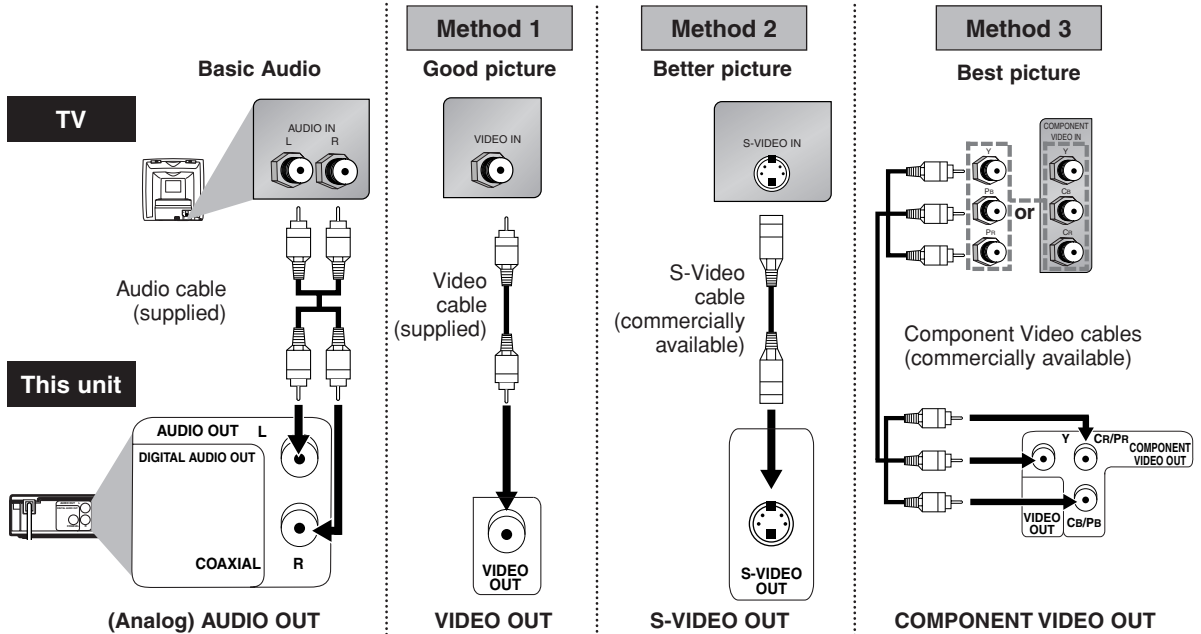 Method 1
Method 2
Method 3
Basic Audio
Good picture
Better picture
Best picture
TV
AUDIO IN
L R
VIDEO IN
S-VIDEO IN
Y
PB
PR
or
COMPONENT
VIDEO IN
Y
CB
CR
Audio cable
(supplied)
Video
cable
(supplied)
S-Video
cable
(commercially
available)
Component Video cables
(commercially available)
This unit
AUDIO OUT L
DIGITAL AUDIO OUT
COAXIAL R
VIDEO
OUT
S-VIDEO
OUT
Y CR/PR
COMPONENT
VIDEO OUT
VIDEO
OUT
CB/PB
(Analog) AUDIO OUT
VIDEO OUT
S-VIDEO OUT
COMPONENT VIDEO OUT